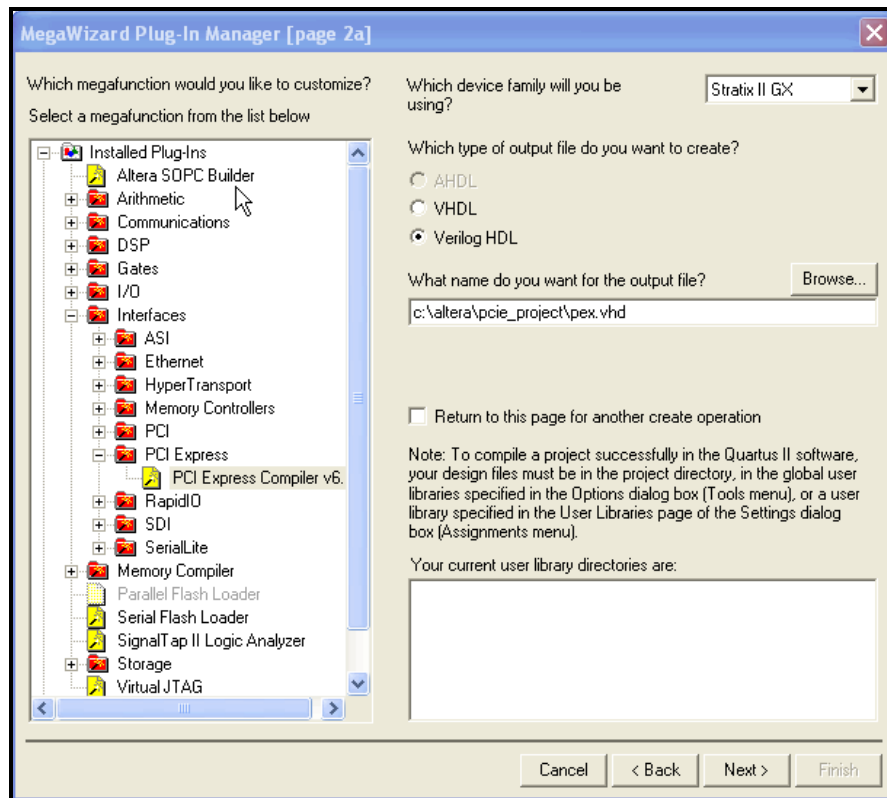 MegaWizard Plug-In Manager [page 2a]
Which megafunction would you like to customize?
Select a megafunction from the list below
Installed Plug-Ins
Altera SOPC Builder
Arithmetic
Communications
DSP
Gates
I/O
Interfaces
ASI
Ethernet
HyperTransport
Memory Controllers
PCI
PCI Express
PCI Express Compiler v6.
RapidIO
SDI
SerialLite
Memory Compiler
Parallel Flash Loader
Serial Flash Loader
SignalTap II Logic Analyzer
Storage
Virtual JTAG
Which device family will you be
using?
Stratix II GX
Which type of output file do you want to create?
AHDL
VHDL
Verilog HDL
What name do you want for the output file?
Browse...
c:\altera\pcie_project\pex.vhd
Return to this page for another create operation
Note: To compile a project successfully in the Quartus II software,
your design files must be in the project directory, in the global user
libraries specified in the Options dialog box (Tools menu), or a user
library specified in the User Libraries page of the Settings dialog
box (Assignments menu).
Your current user library directories are:
Cancel
< Back
Next >
Finish